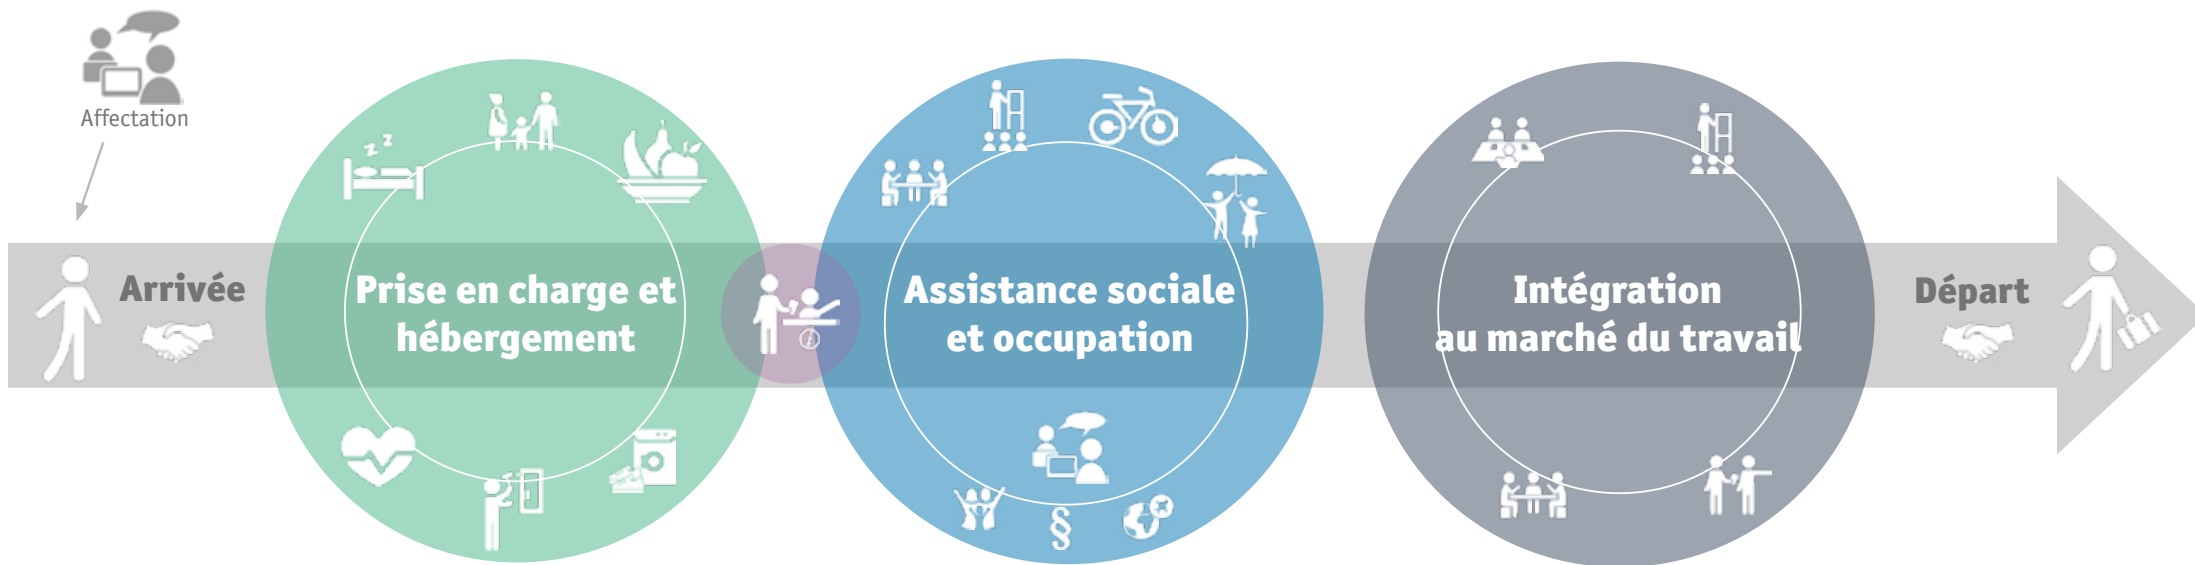 Affectation
Arrivée
Prise en charge et
hébergement
i
Assistance sociale
et occupation
§
Intégration
au marché du travail
Départ